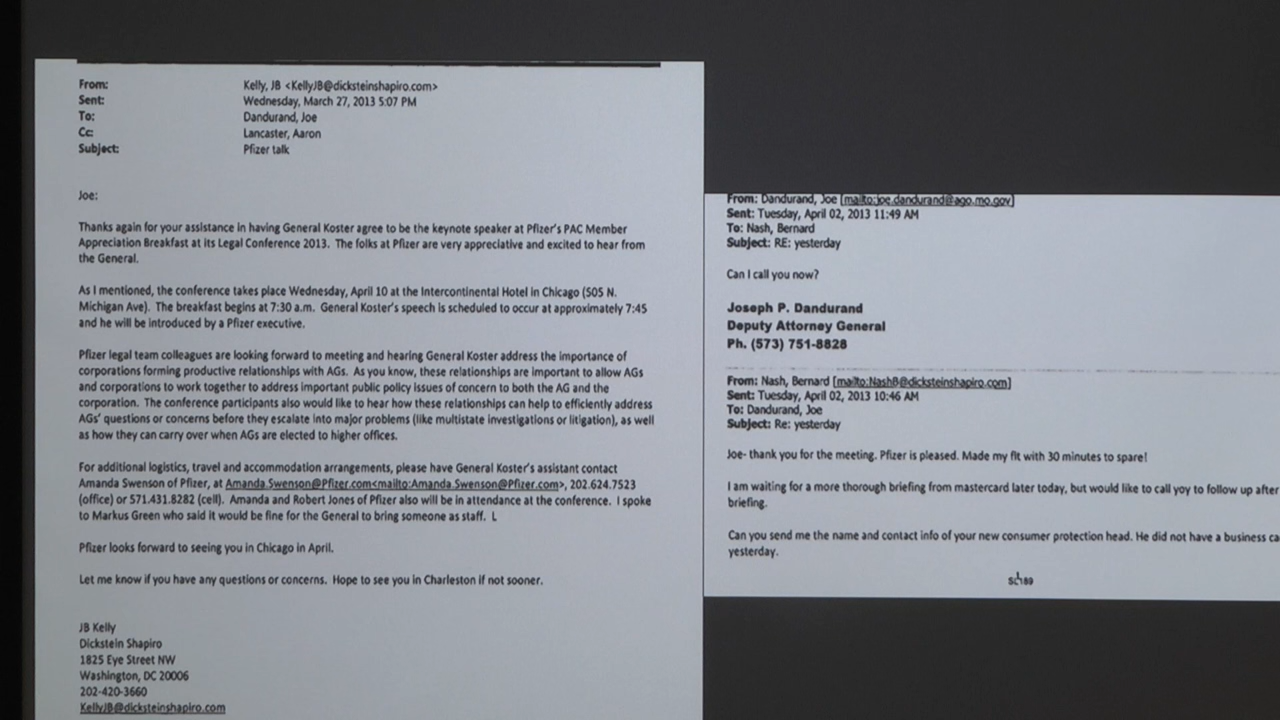 From: Kelly, JB <KellyJB@dicksteinshapiro.com>
Sent: Wednesday, March 27, 2013 5:07 PM
To: Dandurand, Joe
Cc: Lancaster, Aaron
Subject: Pfizer talk
Joe:
Thanks again for your assistance in having General Koster agree to be the keynote speaker at Pfizer's PAC Member
Appreciation Breakfast at its Legal Conference 2013. The folks at Pfizer are very appreciative and excited to hear from
the General.
As I mentioned, the conference takes place Wednesday, April 10 at the Intercontinental Hotel in Chicago (505 N.
Michigan Ave). The breakfast begins at 7:30 a.m. General Koster's speech is scheduled to occur at approximately 7:45
and he will be introduced by a Pfizer executive.
Pfizer legal team colleagues are looking forward to meeting and hearing General Koster address the importance of
corporations forming productive relationships with AGs. As you know, these relationships are important to allow AGs
and corporations to work together to address important public policy issues of concern to both the AG and the
corporation. The conference participants also would like to hear how these relationships can help to efficiently address
AGs' questions or concerns before they escalate into major problems (like multistate investigations or litigation), as well
as how they can carry over when AGs are elected to higher offices.
For additional logistics, travel and accommodation arrangements, please have General Koster's assistant contact
Amanda Swenson of Pfizer, at Amanda.Swenson@Pfizer.com<mailto:Amanda.Swenson@Pfizer.com>, 202.624.7523
(office) or 571.431.8282 (cell). Amanda and Robert Jones of Pfizer also will be in attendance at the conference. I spoke
to Markus Green who said it would be fine for the General to bring someone as staff. L
Pfizer looks forward to seeing you in Chicago in April.
Let me know if you have any questions or concerns. Hope to see you in Charleston if not sooner.
JB Kelly
Dickstein Shapiro
1825 Eye Street NW
Washington, DC 20006
202-420-3660
KellyJB@dicksteinshapiro.com
From: Dandurand, Joe [mailto:joe.dandurand@ago.mo.gov]
Sent: Tuesday, April 02, 2013 11:49 AM
To: Nash, Bernard
Subject: RE: yesterday
Can I call you now?
Joseph P. Dandurand
Deputy Attorney General
Ph. (573) 751-8828
From: Nash, Bernard [mailto:NashB@dicksteinshapiro.com]
Sent: Tuesday, April 02, 2013 10:46 AM
To: Dandurand, Joe
Subject: Re: yesterday
Joe- thank you for the meeting. Pfizer is pleased. Made my flt with 30 minutes to spare!
I am waiting for a more thorough briefing from mastercard later today, but would like to call yoy to follow up after
briefing.
Can you send me the name and contact info of your new consumer protection head. He did not have a business ca
yesterday.